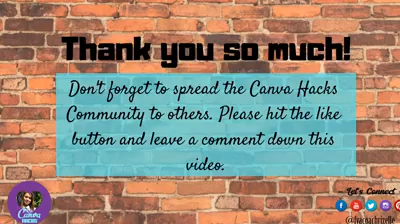 Thank you so much!
Don't forget to spread the Canva Hacks
Community to others. Please hit the like
button and leave a comment down this
video.
Let's Connect
Canva